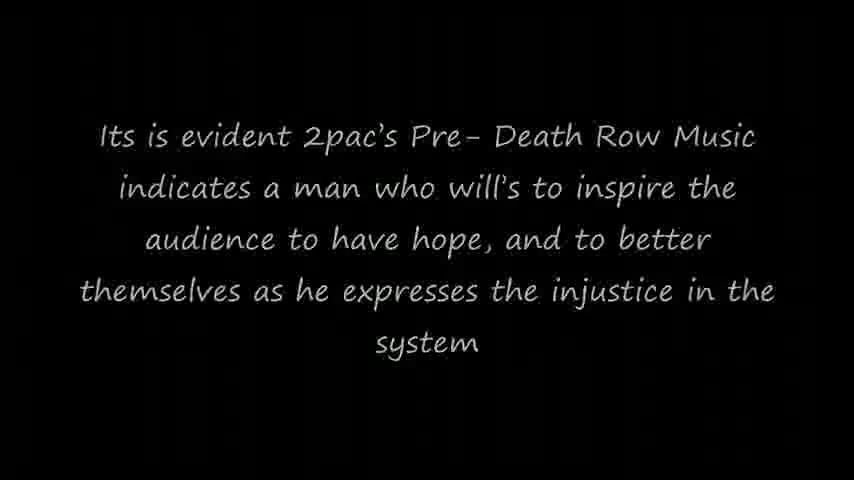 Its is evident 2pac's Pre- Death Row Music
indicates a man who will's to inspire the
audience to have hope, and to better
themselves as he expresses the injustice in the
system